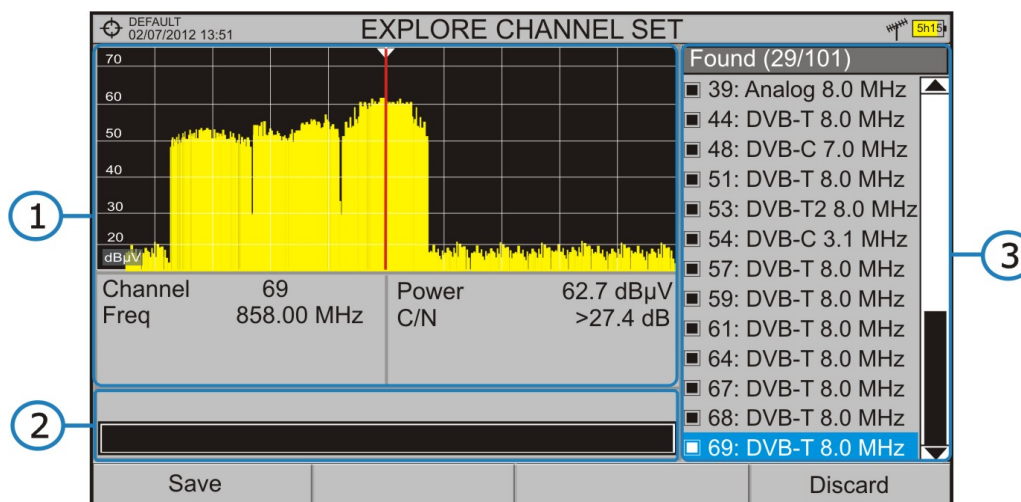 DEFAULT
02/07/2012 13:51
EXPLORE CHANNEL SET
5h15
70
60
50
40
30
20
dBµV
Channel 69
Freq 858.00 MHz
Power 62.7 dBµV
C/N >27.4 dB
Found (29/101)
39: Analog 8.0 MHz
44: DVB-T 8.0 MHz
48: DVB-C 7.0 MHz
51: DVB-T 8.0 MHz
53: DVB-T2 8.0 MHz
54: DVB-C 3.1 MHz
57: DVB-T 8.0 MHz
59: DVB-T 8.0 MHz
61: DVB-T 8.0 MHz
64: DVB-T 8.0 MHz
67: DVB-T 8.0 MHz
68: DVB-T 8.0 MHz
69: DVB-T 8.0 MHz
Save
Discard
1
2
3